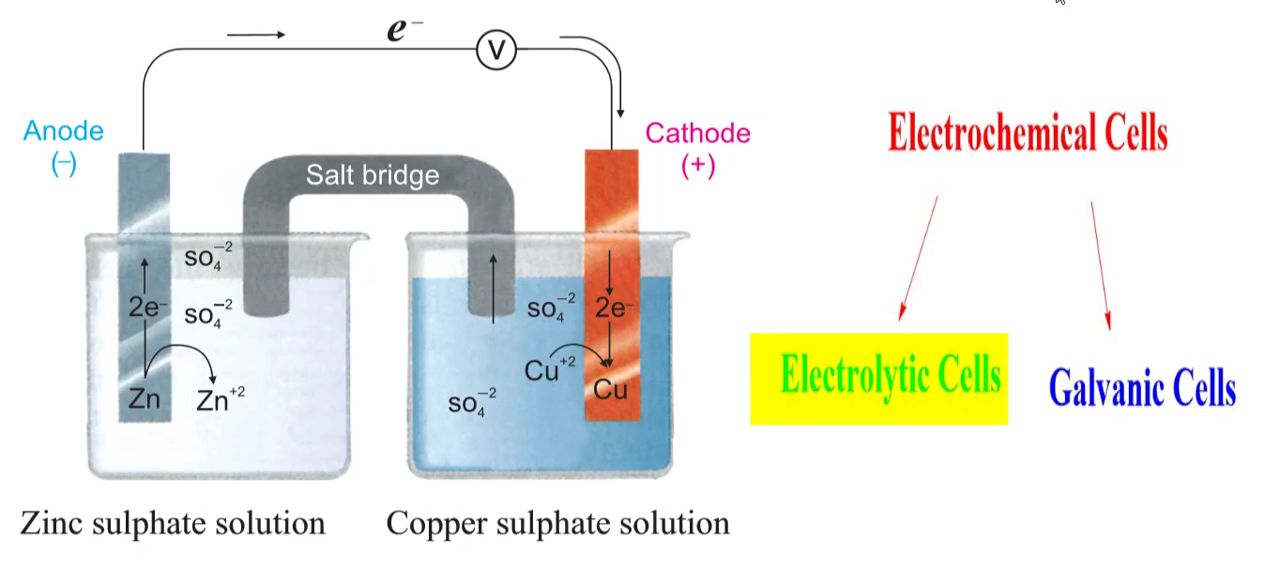 e⁻
V
Anode
(−)
Cathode
(+)
Salt bridge
so₄⁻²
2e⁻
so₄⁻²
Zn
Zn⁺²
so₄⁻²
2e⁻
Cu⁺²
Cu
so₄⁻²
Zinc sulphate solution
Copper sulphate solution
Electrochemical Cells
Electrolytic Cells
Galvanic Cells